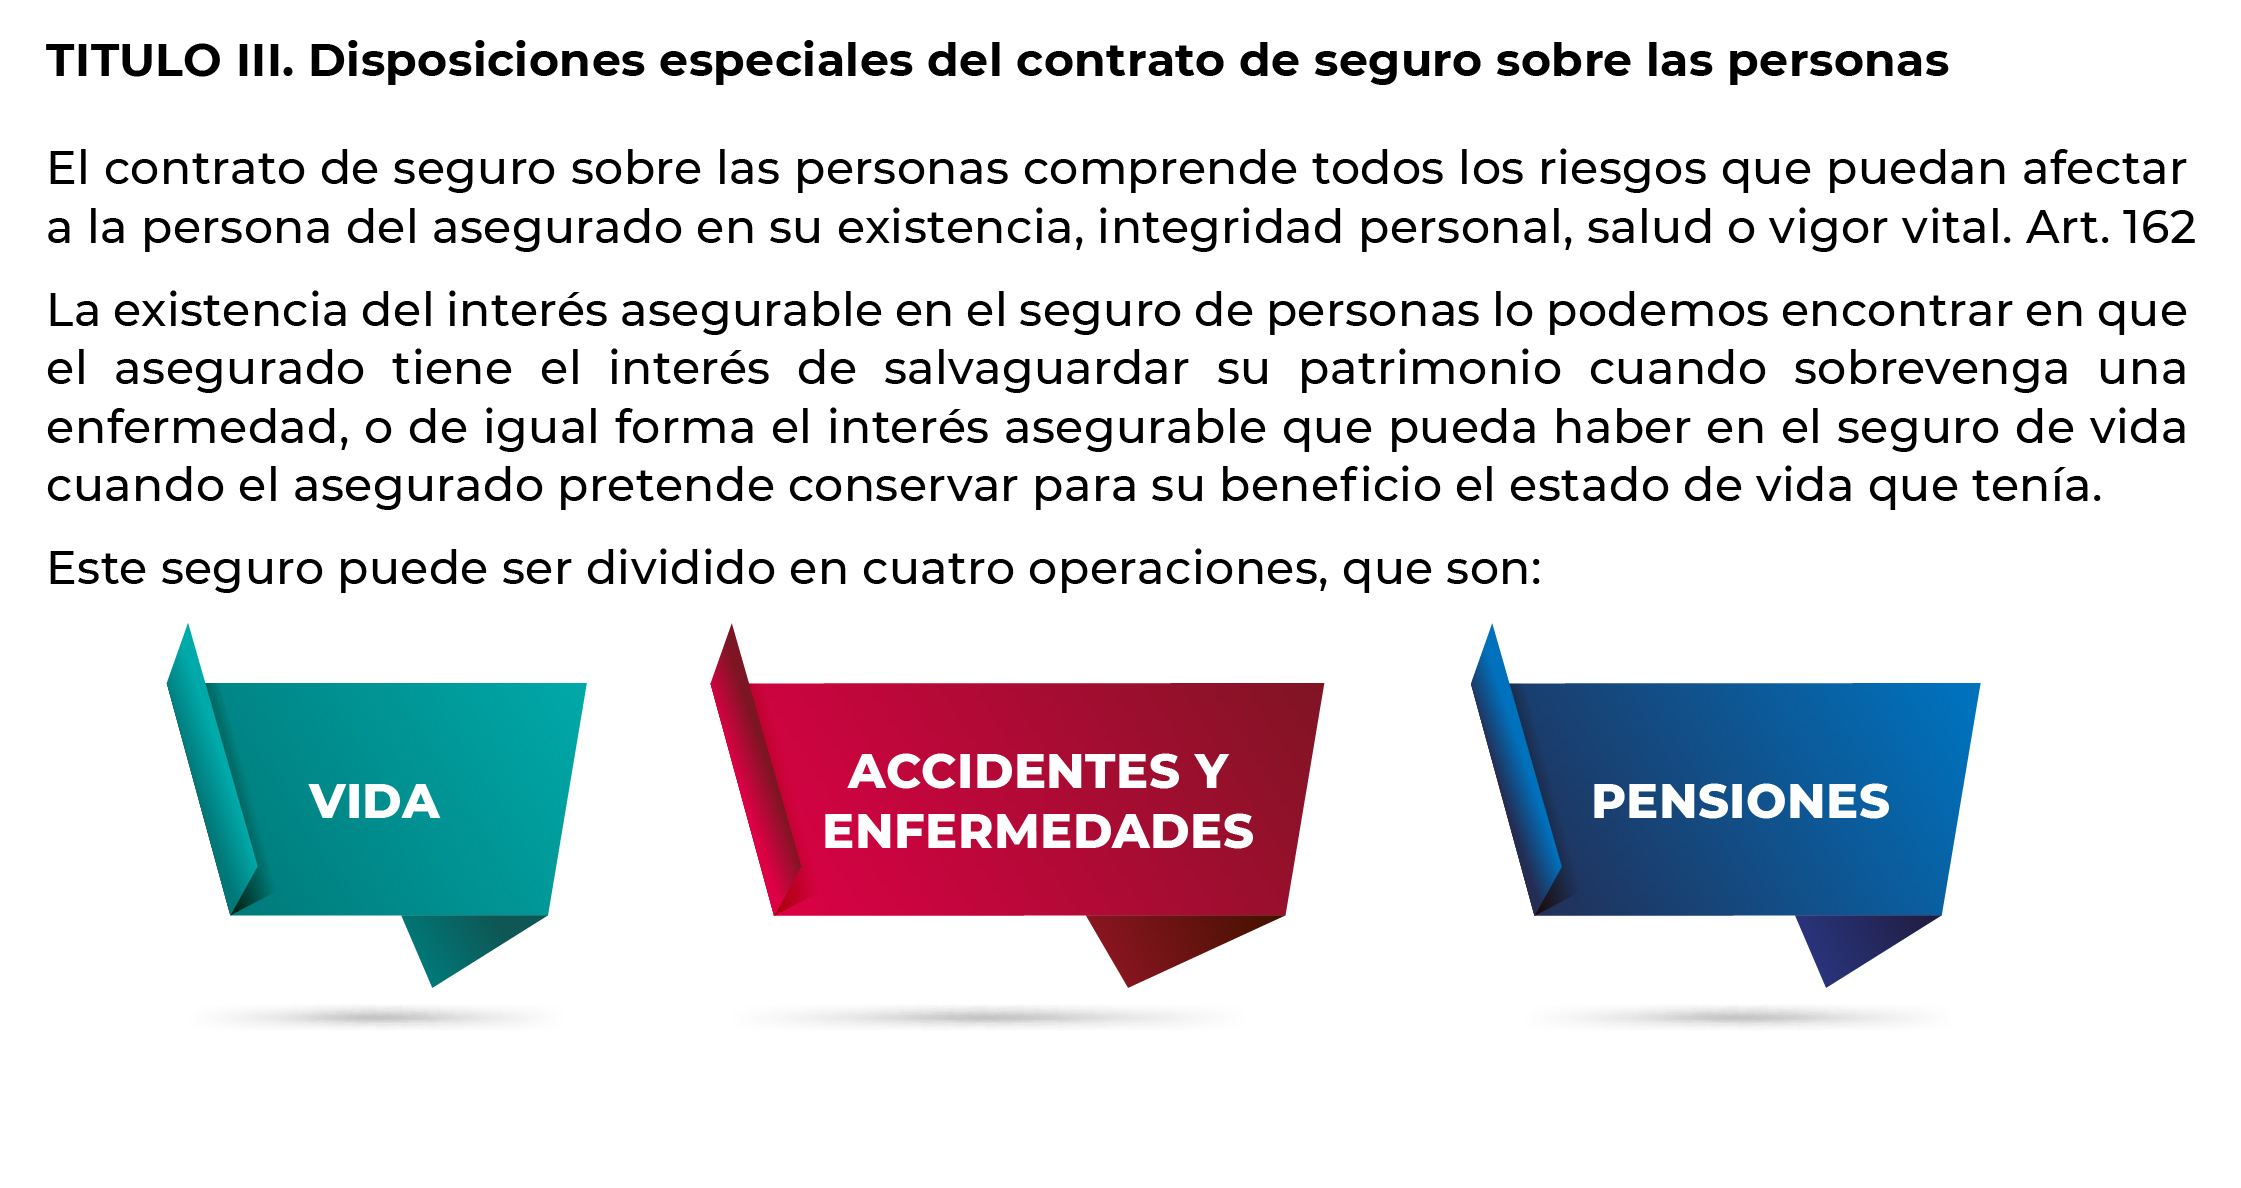 TITULO III. Disposiciones especiales del contrato de seguro sobre las personas
El contrato de seguro sobre las personas comprende todos los riesgos que puedan afectar
a la persona del asegurado en su existencia, integridad personal, salud o vigor vital. Art. 162
La existencia del interés asegurable en el seguro de personas lo podemos encontrar en que
el asegurado tiene el interés de salvaguardar su patrimonio cuando sobrevenga una
enfermedad, o de igual forma el interés asegurable que pueda haber en el seguro de vida
cuando el asegurado pretende conservar para su beneficio el estado de vida que tenía.
Este seguro puede ser dividido en cuatro operaciones, que son:
VIDA
ACCIDENTES Y
ENFERMEDADES
PENSIONES